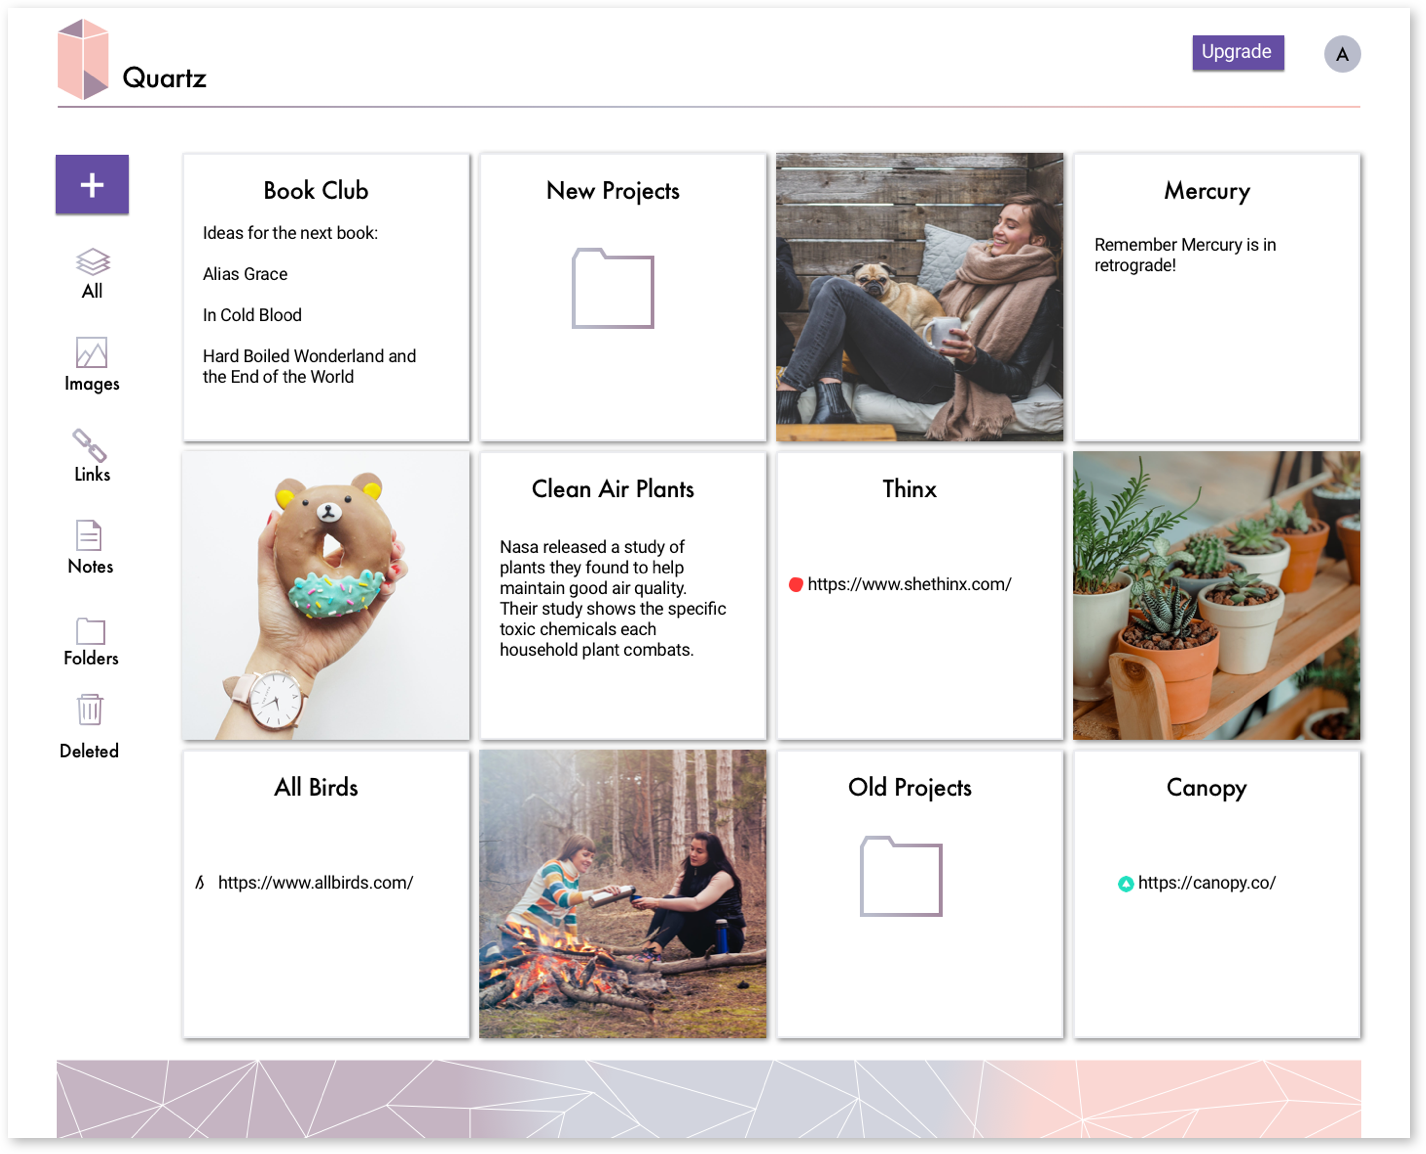 Quartz
Upgrade
A
+
All
Images
Links
Notes
Folders
Deleted
Book Club
Ideas for the next book:
Alias Grace
In Cold Blood
Hard Boiled Wonderland and
the End of the World
New Projects
Mercury
Remember Mercury is in
retrograde!
Clean Air Plants
Nasa released a study of
plants they found to help
maintain good air quality.
Their study shows the specific
toxic chemicals each
household plant combats.
Thinx
https://www.shethinx.com/
All Birds
https://www.allbirds.com/
Old Projects
Canopy
https://canopy.co/